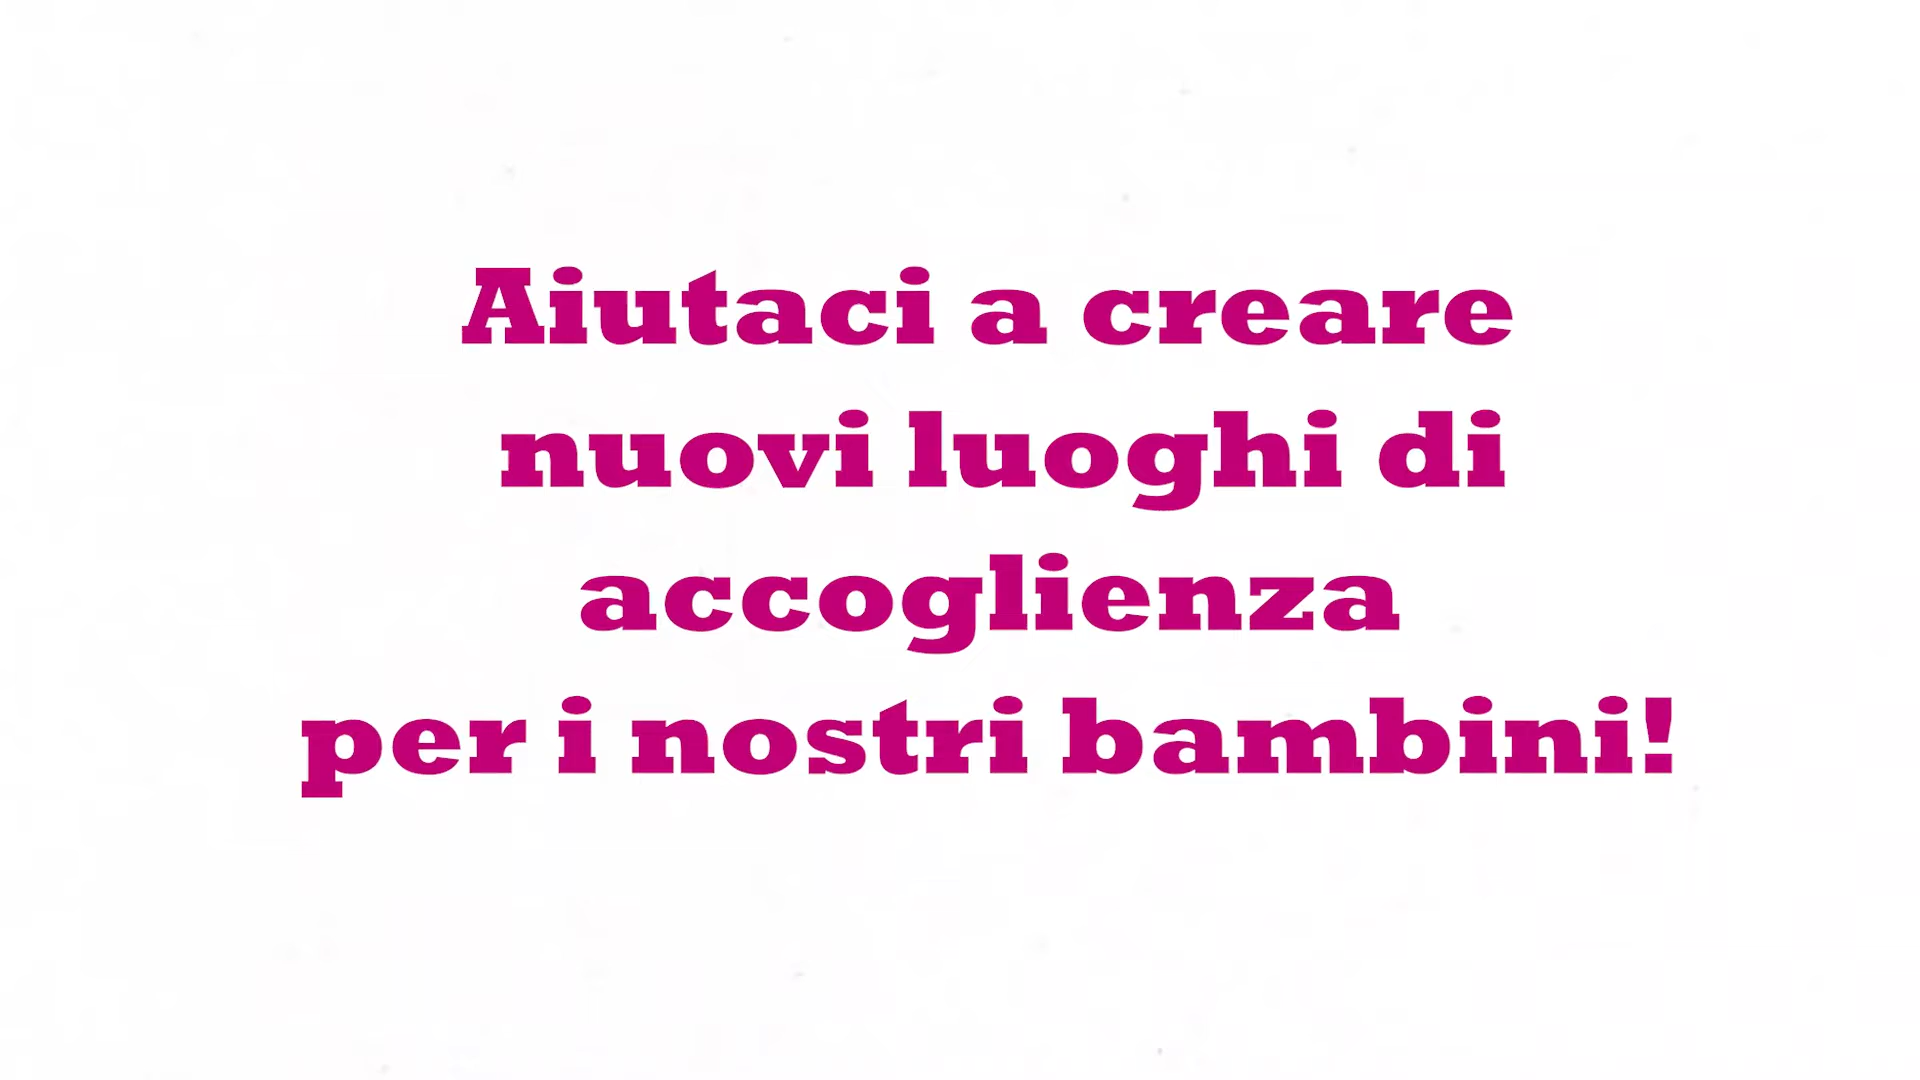 Aiutaci a creare
nuovi luoghi di
accoglienza
per i nostri bambini!